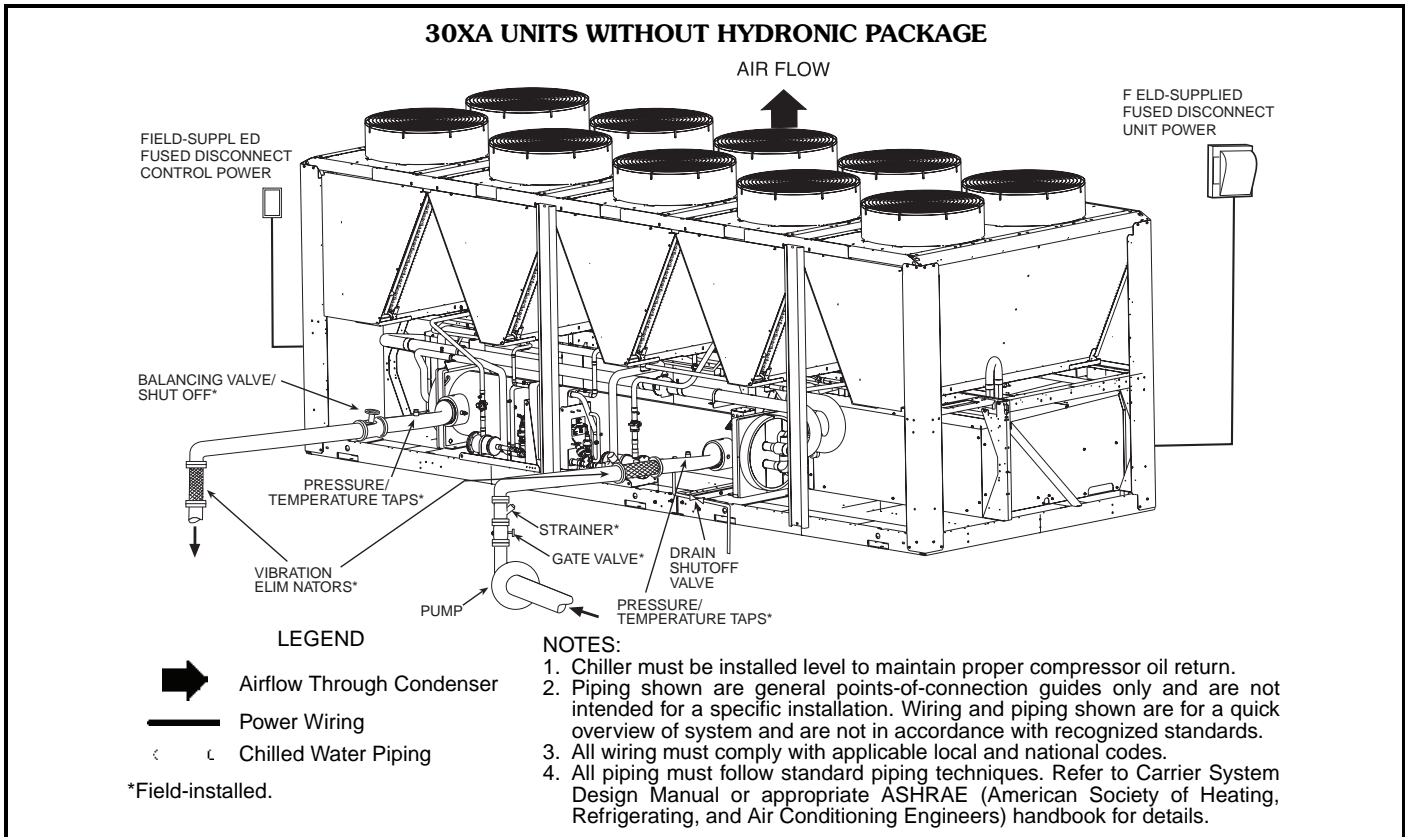 30XA UNITS WITHOUT HYDRONIC PACKAGE
AIR FLOW
F ELD-SUPPLIED
FUSED DISCONNECT
UNIT POWER
FIELD-SUPPL ED
FUSED DISCONNECT
CONTROL POWER
BALANCING VALVE/
SHUT OFF*
PRESSURE/
TEMPERATURE TAPS*
STRAINER*
GATE VALVE*
DRAIN
SHUTOFF
VALVE
VIBRATION
ELIM NATORS*
PUMP
PRESSURE/
TEMPERATURE TAPS*
LEGEND
Airflow Through Condenser
Power Wiring
Chilled Water Piping
*Field-installed.
NOTES:
1. Chiller must be installed level to maintain proper compressor oil return.
2. Piping shown are general points-of-connection guides only and are not
intended for a specific installation. Wiring and piping shown are for a quick
overview of system and are not in accordance with recognized standards.
3. All wiring must comply with applicable local and national codes.
4. All piping must follow standard piping techniques. Refer to Carrier System
Design Manual or appropriate ASHRAE (American Society of Heating,
Refrigerating, and Air Conditioning Engineers) handbook for details.